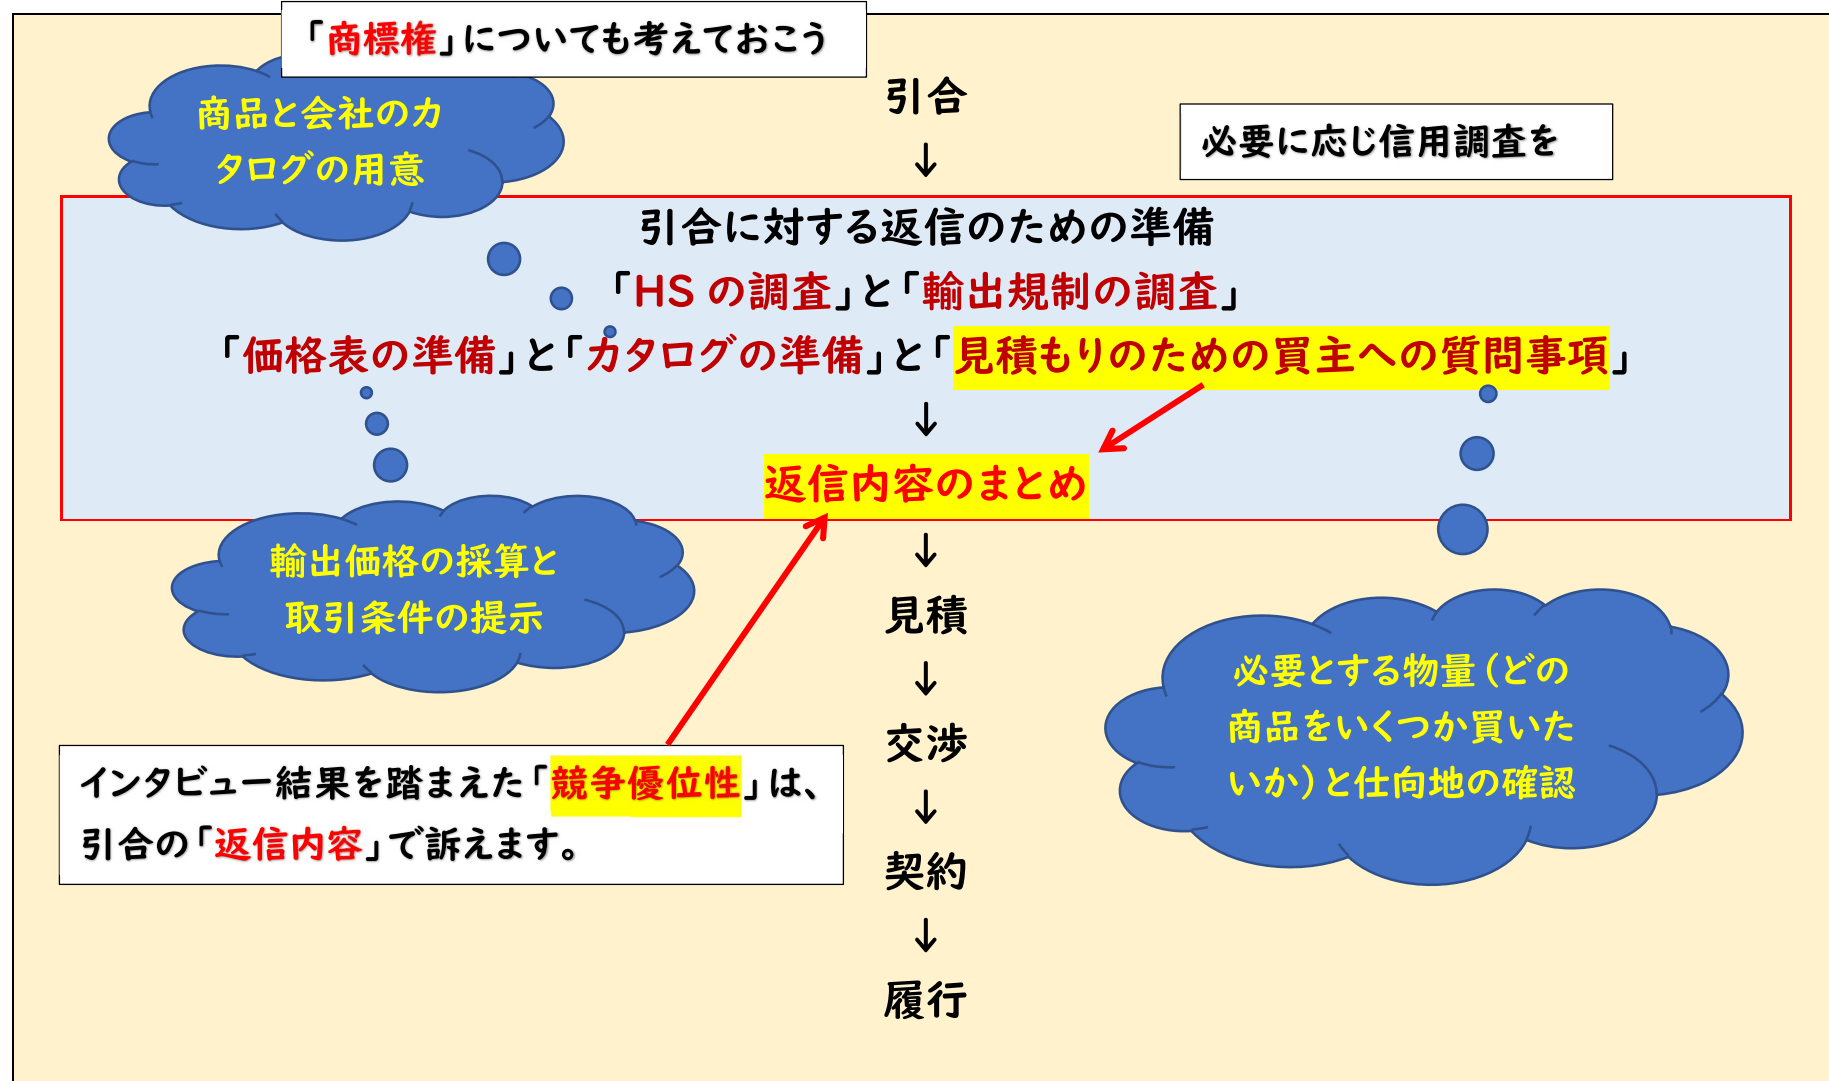 「商標権」についても考えておこう
商品と会社のカ
タログの用意
引合
必要に応じ信用調査を
↓
引合に対する返信のための準備
「HSの調査」と「輸出規制の調査」
「価格表の準備」と「カタログの準備」と「見積もりのための買主への質問事項」
↓
返信内容のまとめ
輸出価格の採算と
取引条件の提示
↓
見積
↓
必要とする物量（どの
商品をいくつか買いた
いか）と仕向地の確認
交渉
インタビュー結果を踏まえた「競争優位性」は、
引合の「返信内容」で訴えます。
↓
契約
↓
履行